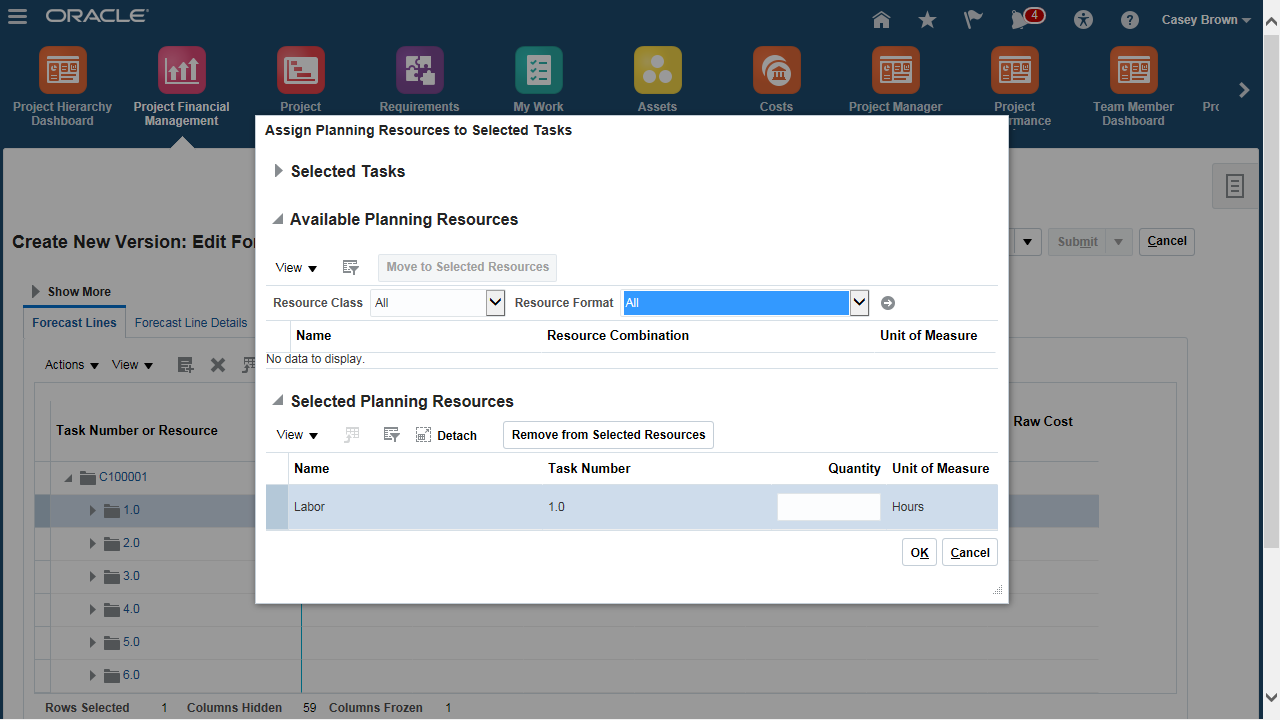 ORACLE
4
Casey Brown
Project Hierarchy Dashboard
Project Financial Management
Project
Requirements
My Work
Assets
Costs
Project Manager
Project
rmance
Team Member Dashboard
Assign Planning Resources to Selected Tasks
Selected Tasks
Available Planning Resources
Create New Version: Edit Fo
Submit
Cancel
View
Move to Selected Resources
Show More
Resource Class All
Resource Format All
Forecast Lines
Forecast Line Details
Name
Resource Combination
Unit of Measure
No data to display.
Actions
View
Selected Planning Resources
Task Number or Resource
Raw Cost
View
Detach
Remove from Selected Resources
Name
Task Number
Quantity
Unit of Measure
C100001
Labor
1.0
Hours
1.0
2.0
OK
Cancel
3.0
4.0
5.0
6.0
Rows Selected 1
Columns Hidden 59
Columns Frozen 1